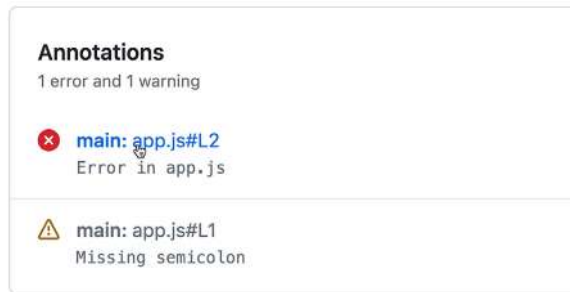 Annotations
1 error and 1 warning
main: app.js#L2
Error in app.js
main: app.js#L1
Missing semicolon